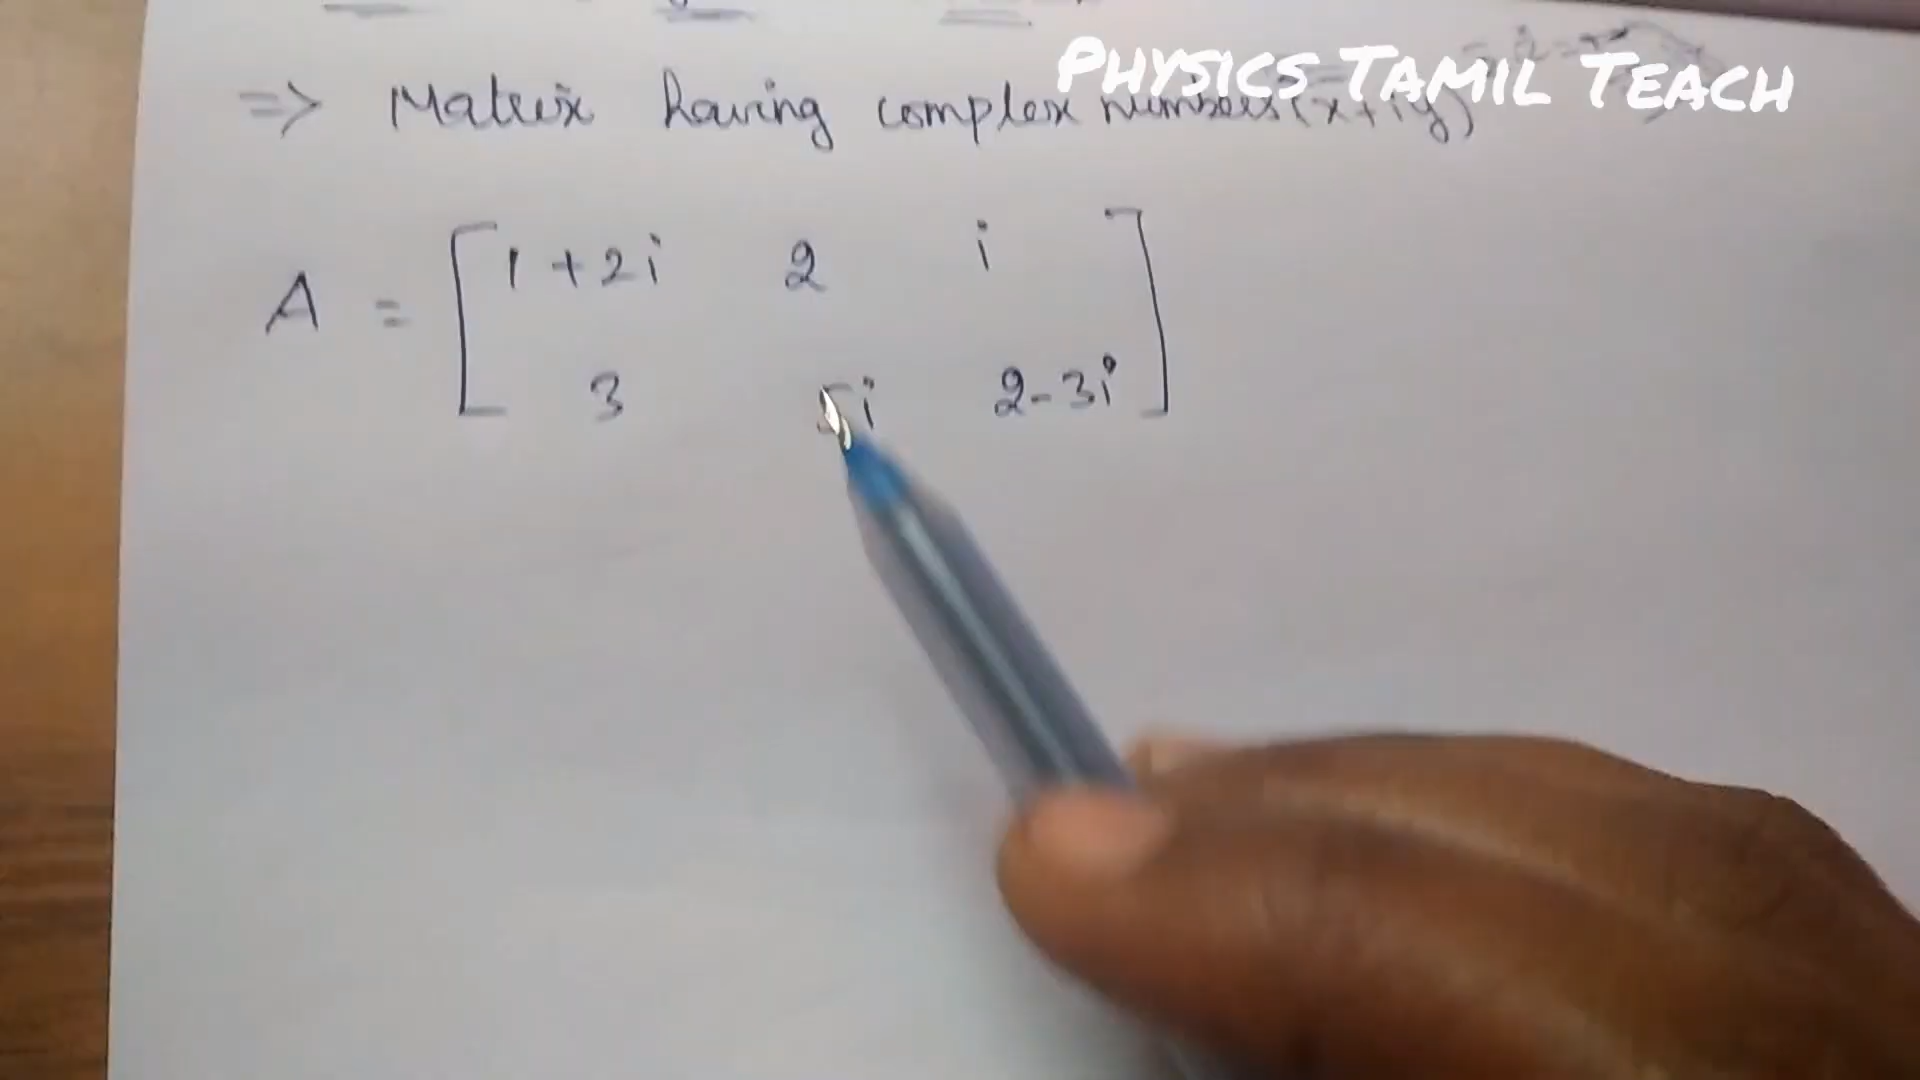 Physics Tamil Teach
=> Matrix having complex numbers (x+iy)
A = [ 1+2i 2 i
3 5i 2-3i ]